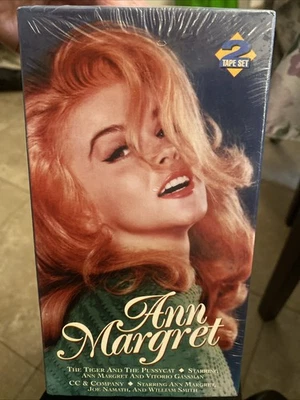 2
TAPE SET
Ann
Margret
THE TIGER AND THE PUSSYCAT ◆ STARRING
ANN MARGRET AND VITORIO GASSMAN
CC & COMPANY ◆ STARRING ANN MARGRET,
JOE NAMATH, AND WILLIAM SMITH